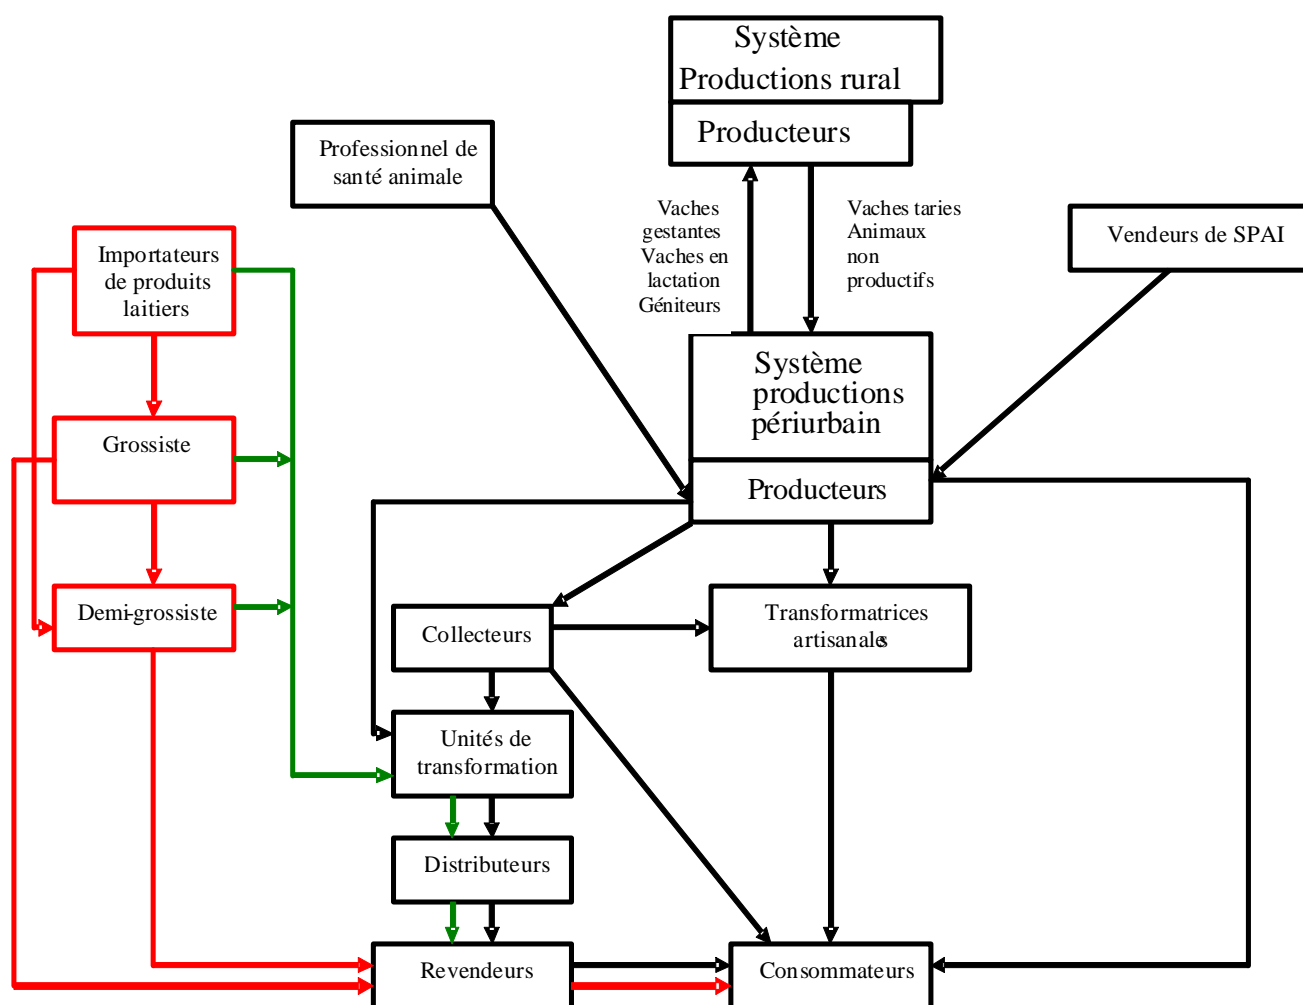 Système
Productions rural
Producteurs
Professionnel de
santé animale
Vaches
gestantes
Vaches en
lactation
Géniteurs
Vaches taries
Animaux
non
productifs
Vendeurs de SPAI
Importateurs
de produits
laitiers
Système
productions
périurbain
Grossiste
Producteurs
Demi-grossiste
Collecteurs
Transformatrices
artisanales
Unités de
transformation
Distributeurs
Revendeurs
Consommateurs